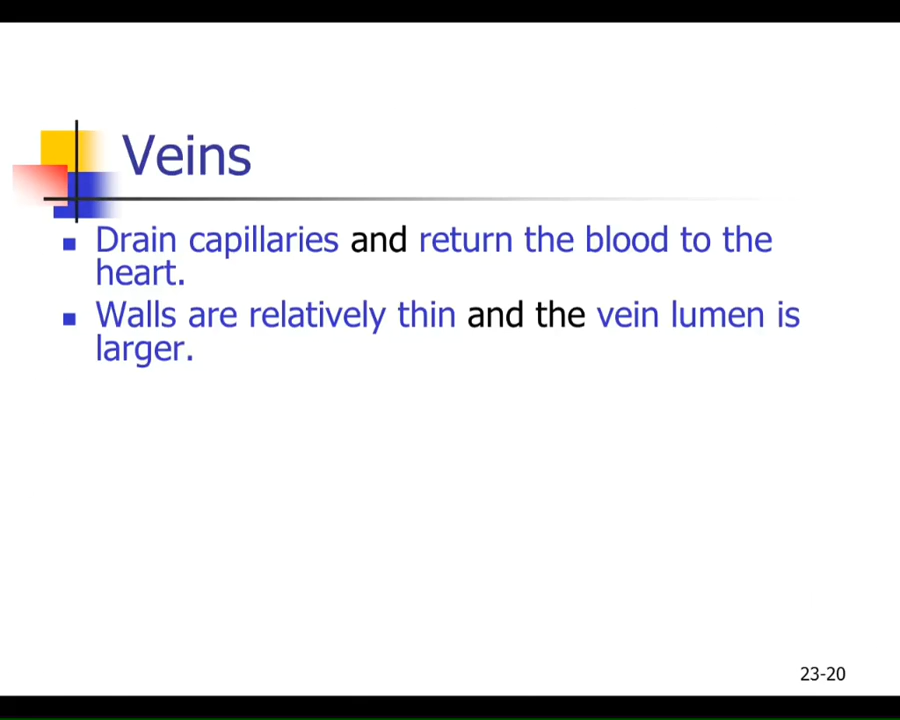 Veins
Drain capillaries and return the blood to the
heart.
Walls are relatively thin and the vein lumen is
larger.
23-20